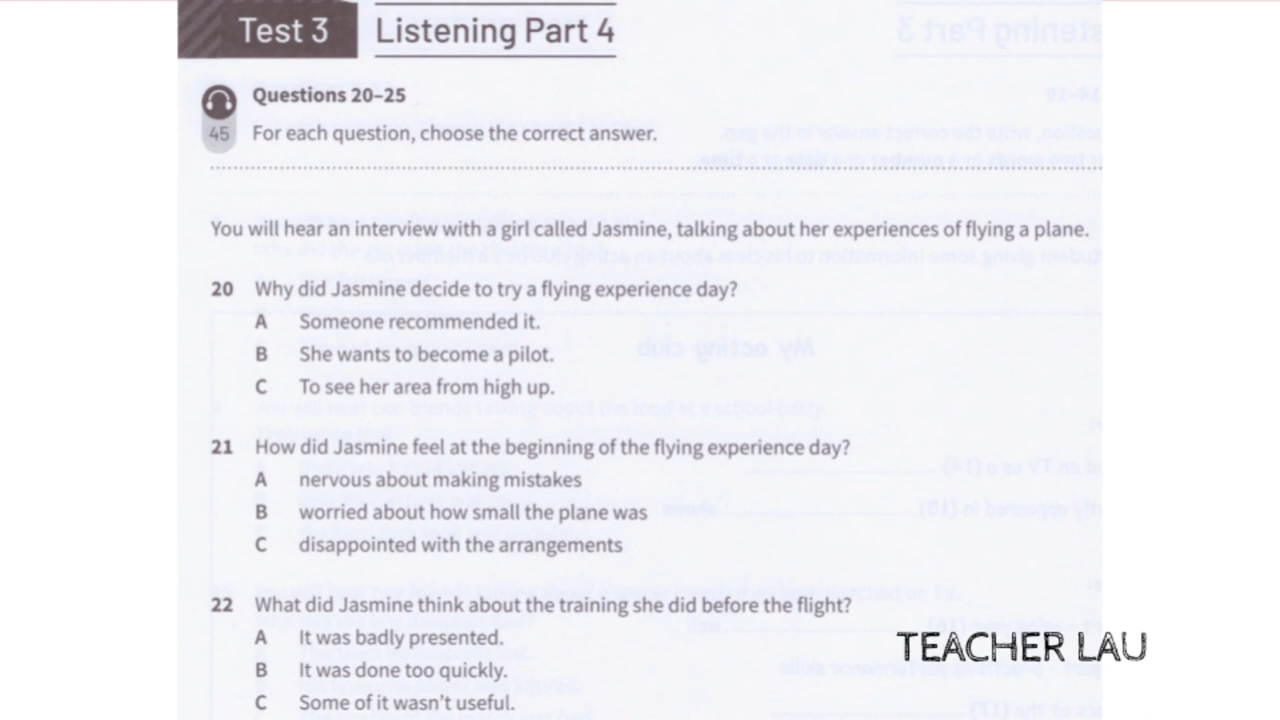 Test 3 Listening Part 4
Questions 20–25
45 For each question, choose the correct answer.
You will hear an interview with a girl called Jasmine, talking about her experiences of flying a plane.
20 Why did Jasmine decide to try a flying experience day?
A Someone recommended it.
B She wants to become a pilot.
C To see her area from high up.
21 How did Jasmine feel at the beginning of the flying experience day?
A nervous about making mistakes
B worried about how small the plane was
C disappointed with the arrangements
22 What did Jasmine think about the training she did before the flight?
A It was badly presented.
B It was done too quickly.
C Some of it wasn't useful.
TEACHER LAU